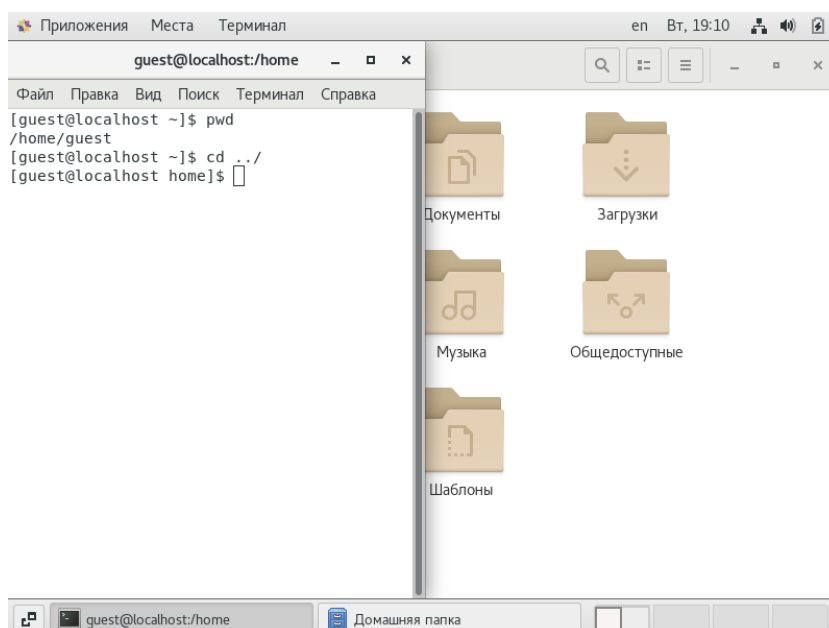 Приложения Места Терминал en Вт, 19:10
guest@localhost:/home
Файл Правка Вид Поиск Терминал Справка
[guest@localhost ~]$ pwd
/home/guest
[guest@localhost ~]$ cd ../
[guest@localhost home]$
Документы Загрузки
Музыка Общедоступные
Шаблоны
guest@localhost:/home Домашняя папка